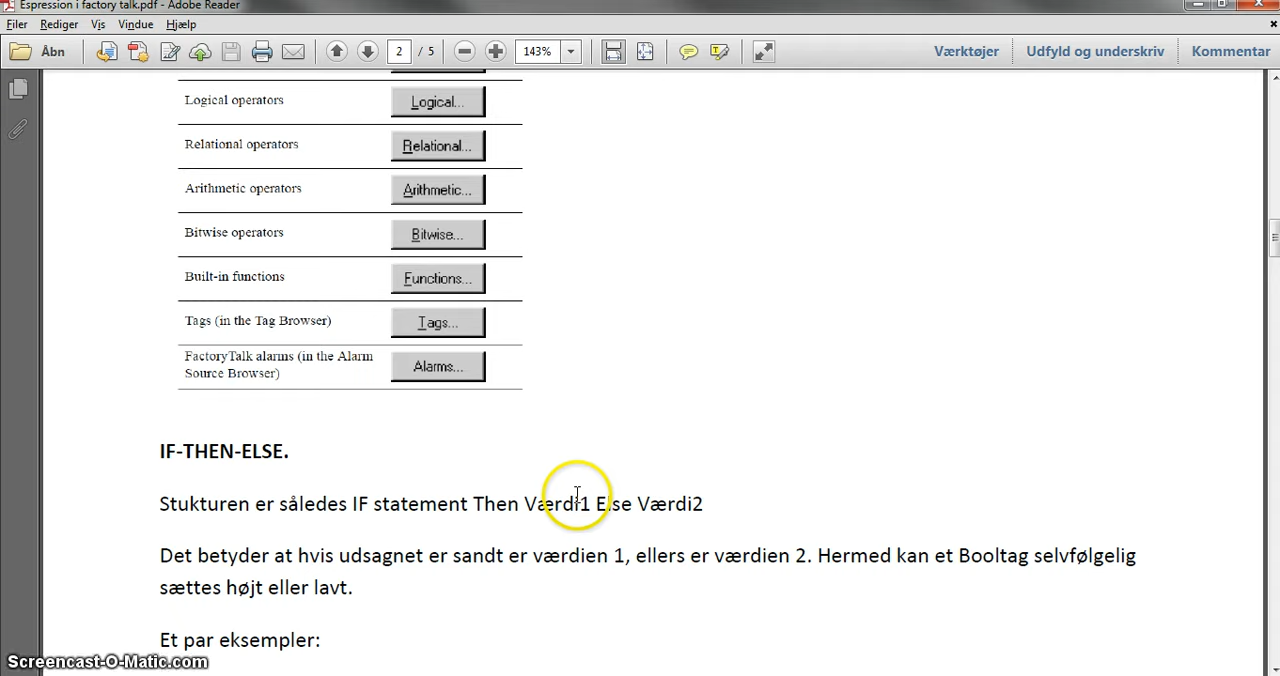 Espression i factory talk.pdf - Adobe Reader
Filer Rediger Vis Vindue Hjælp
Åbn 2 / 5 143% Værktøjer Udfyld og underskriv Kommentar
Logical operators Logical...
Relational operators Relational...
Arithmetic operators Arithmetic...
Bitwise operators Bitwise...
Built-in functions Functions...
Tags (in the Tag Browser) Tags...
FactoryTalk alarms (in the Alarm
Source Browser) Alarms...
IF-THEN-ELSE.
Stukturen er således IF statement Then Værdi1 Else Værdi2
Det betyder at hvis udsagnet er sandt er værdien 1, ellers er værdien 2. Hermed kan et Booltag selvfølgelig
sættes højt eller lavt.
Et par eksempler:
Screencast-O-Matic.com